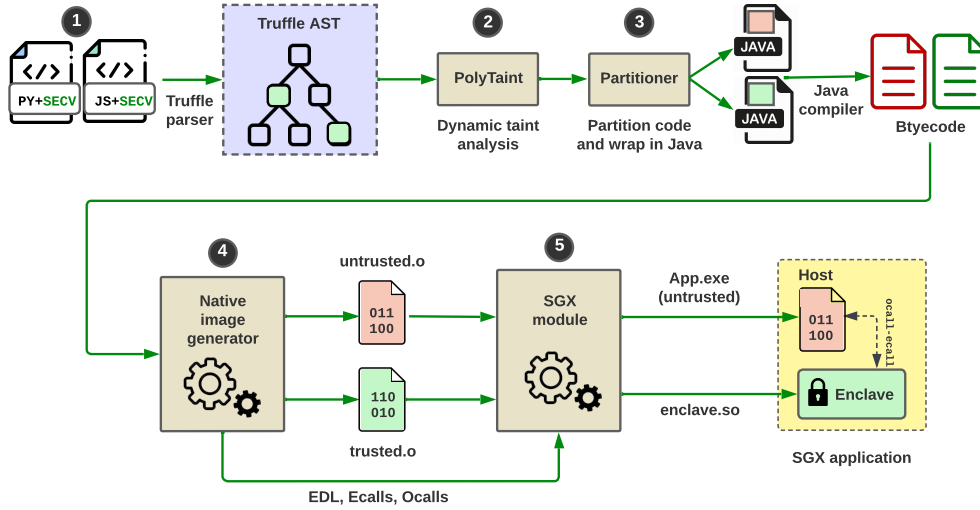 1
PY+SECV
JS+SECV
Truffle
parser
Truffle AST
2
PolyTaint
Dynamic taint
analysis
3
Partitioner
Partition code
and wrap in Java
JAVA
JAVA
Java
compiler
Btyecode
4
Native
image
generator
untrusted.o
011
100
110
010
trusted.o
EDL, Ecalls, Ocalls
5
SGX
module
App.exe
(untrusted)
enclave.so
Host
011
100
ocall-ecall
Enclave
SGX application